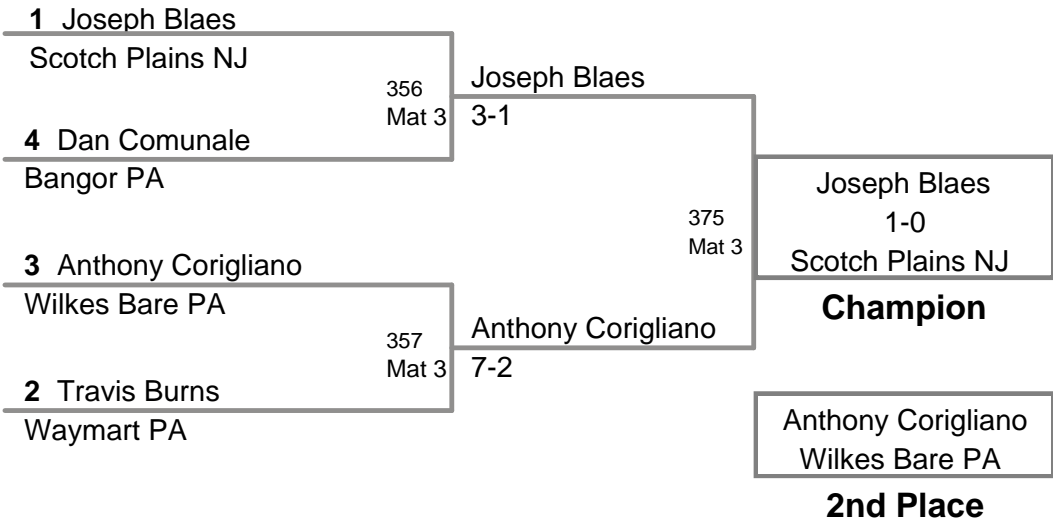 1 Joseph Blaes
Scotch Plains NJ
356
Mat 3
Joseph Blaes
3-1
4 Dan Comunale
Bangor PA
375
Mat 3
Joseph Blaes
1-0
Scotch Plains NJ
Champion
3 Anthony Corigliano
Wilkes Bare PA
357
Mat 3
Anthony Corigliano
7-2
2 Travis Burns
Waymart PA
Anthony Corigliano
Wilkes Bare PA
2nd Place